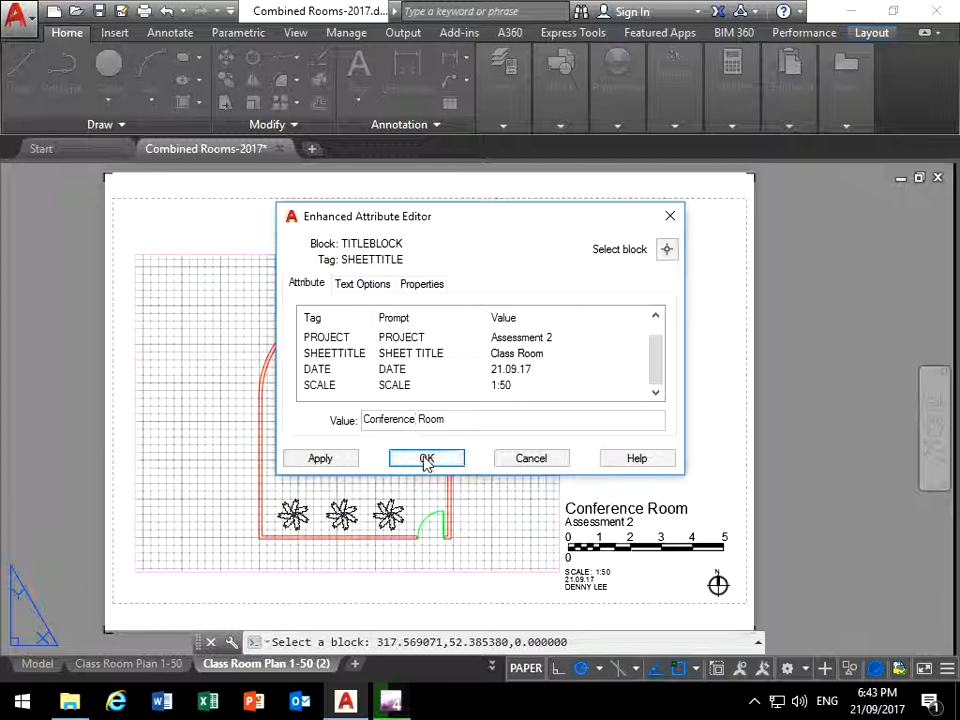 Combined Rooms-2017.d...
Type a keyword or phrase
Sign In
Home Insert Annotate Parametric View Manage Output Add-ins A360 Express Tools Featured Apps BIM 360 Performance Layout
Draw Modify Annotation
Start Combined Rooms-2017*
Enhanced Attribute Editor
Block: TITLEBLOCK
Tag: SHEETTITLE
Select block
Attribute Text Options Properties
Tag Prompt Value
PROJECT PROJECT Assessment 2
SHEETTITLE SHEET TITLE Class Room
DATE DATE 21.09.17
SCALE SCALE 1:50
Value: Conference Room
Apply OK Cancel Help
Conference Room
Assessment 2
0 1 2 3 4 5
0
SCALE: 1:50
21.09.17
DENNY LEE
N
Y
X
Select a block: 317.569071,52.385380,0.000000
Model Class Room Plan 1-50 Class Room Plan 1-50 (2) PAPER
ENG
6:43 PM
21/09/2017
1